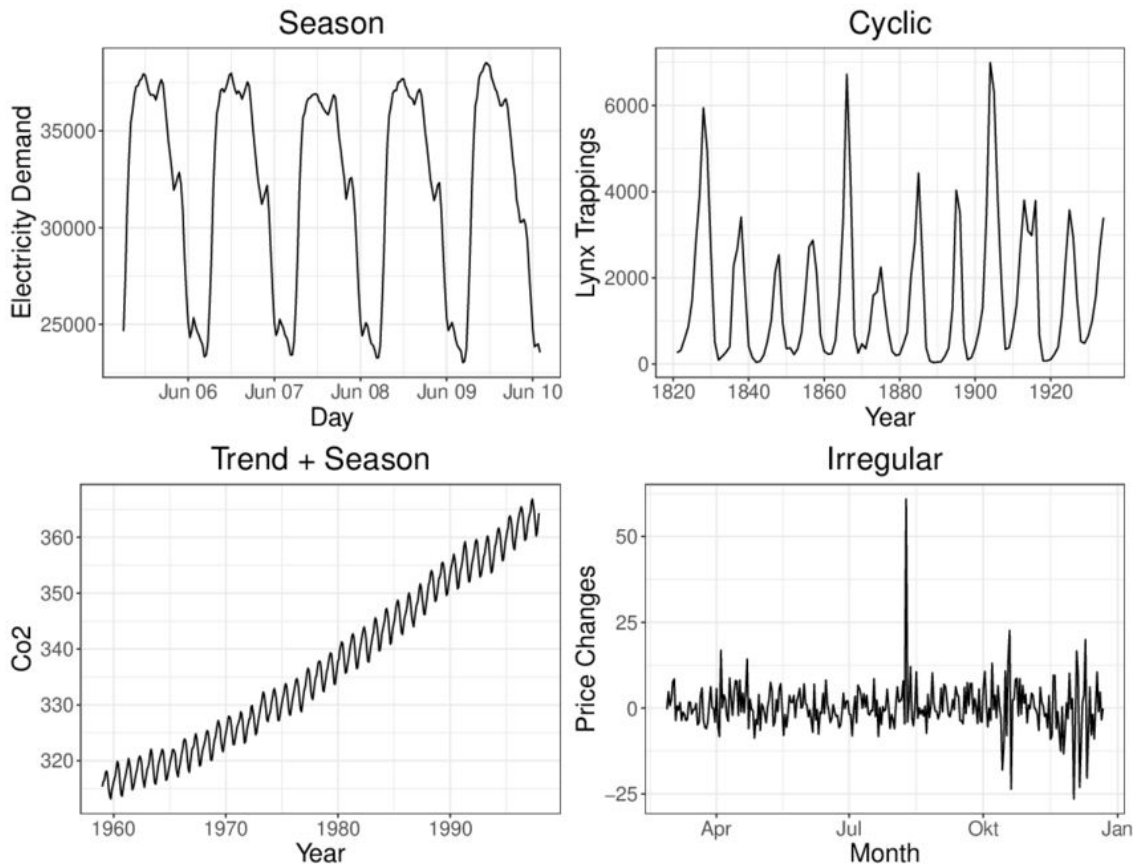 Season
Electricity Demand
35000
30000
25000
Jun 06 Jun 07 Jun 08 Jun 09 Jun 10
Day
Cyclic
Lynx Trappings
6000
4000
2000
0
1820 1840 1860 1880 1900 1920
Year
Trend + Season
Co2
360
350
340
330
320
1960 1970 1980 1990
Year
Irregular
Price Changes
50
25
0
−25
Apr Jul Okt Jan
Month